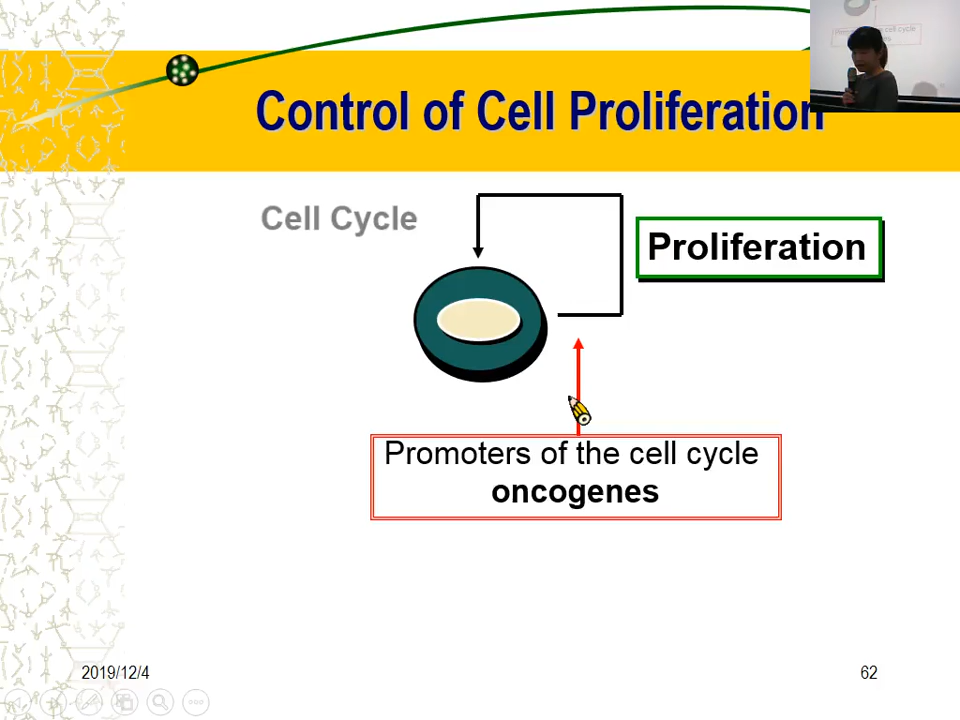 Control of Cell Proliferation
Cell Cycle
Proliferation
Promoters of the cell cycle
oncogenes
2019/12/4
62